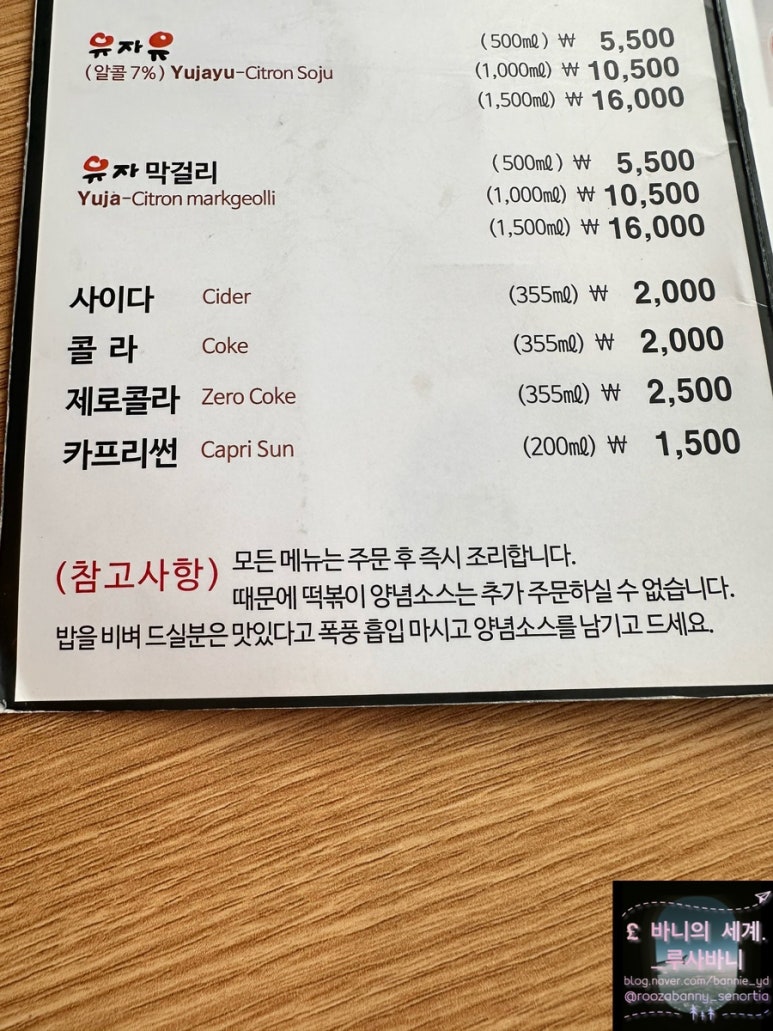 유자유 (500㎖) ₩ 5,500
(알콜 7%) Yujayu-Citron Soju (1,000㎖) ₩ 10,500
(1,500㎖) ₩ 16,000
유자 막걸리 (500㎖) ₩ 5,500
Yuja-Citron markgeolli (1,000㎖) ₩ 10,500
(1,500㎖) ₩ 16,000
사이다 Cider (355㎖) ₩ 2,000
콜 라 Coke (355㎖) ₩ 2,000
제로콜라 Zero Coke (355㎖) ₩ 2,500
카프리썬 Capri Sun (200㎖) ₩ 1,500
(참고사항) 모든 메뉴는 주문 후 즉시 조리합니다.
때문에 떡볶이 양념소스는 추가 주문하실 수 없습니다.
밥을 비벼 드실분은 맛있다고 폭풍 흡입 마시고 양념소스를 남기고 드세요.
£ 바니의 세계.
_루사바니
blog.naver.com/bannie_yd
@roozabanny_senortia